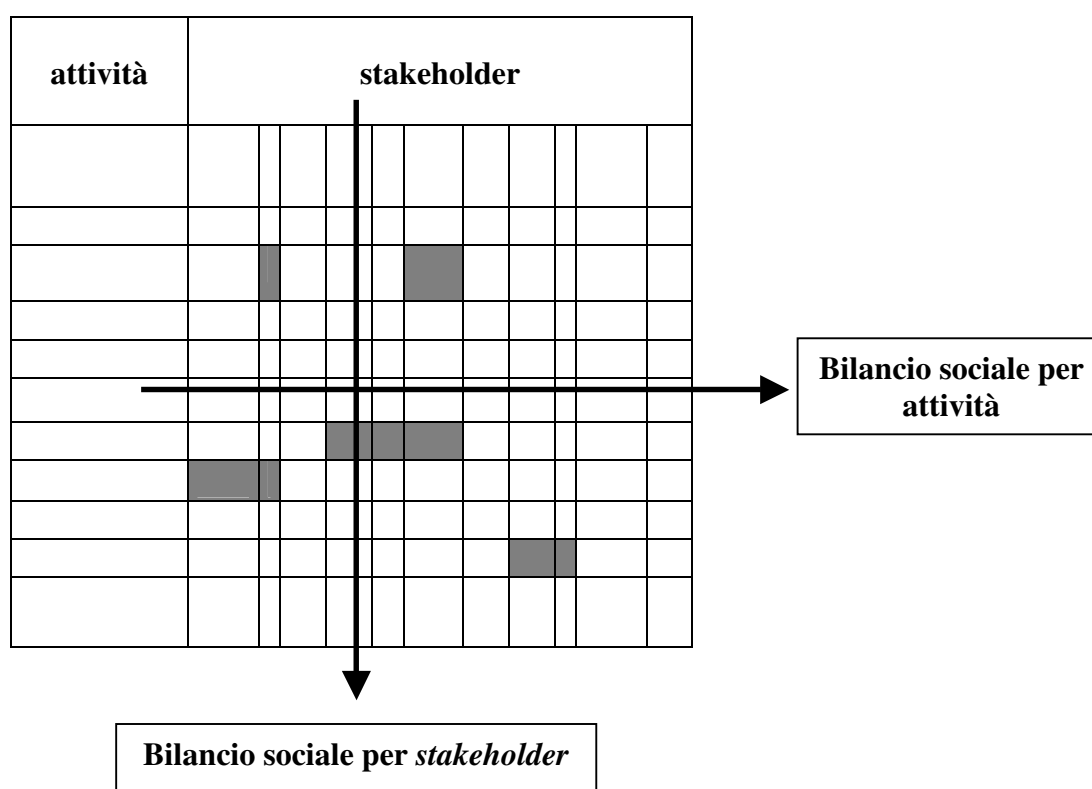 attività
stakeholder
Bilancio sociale per
attività
Bilancio sociale per stakeholder